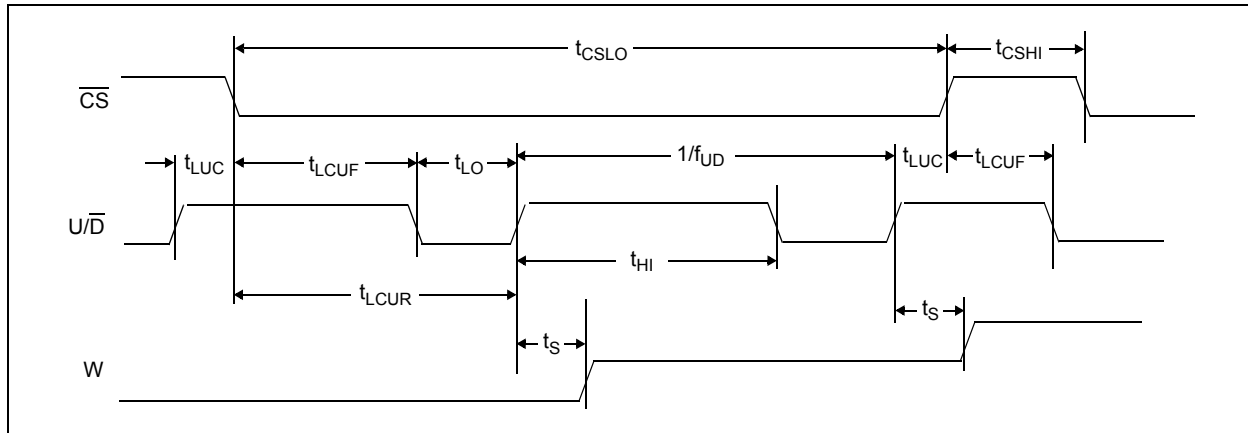 tCSLO
tCSHI
CS
tLUC
tLCUF
tLO
1/fUD
tLUC
tLCUF
U/D
tHI
tLCUR
tS
tS
W